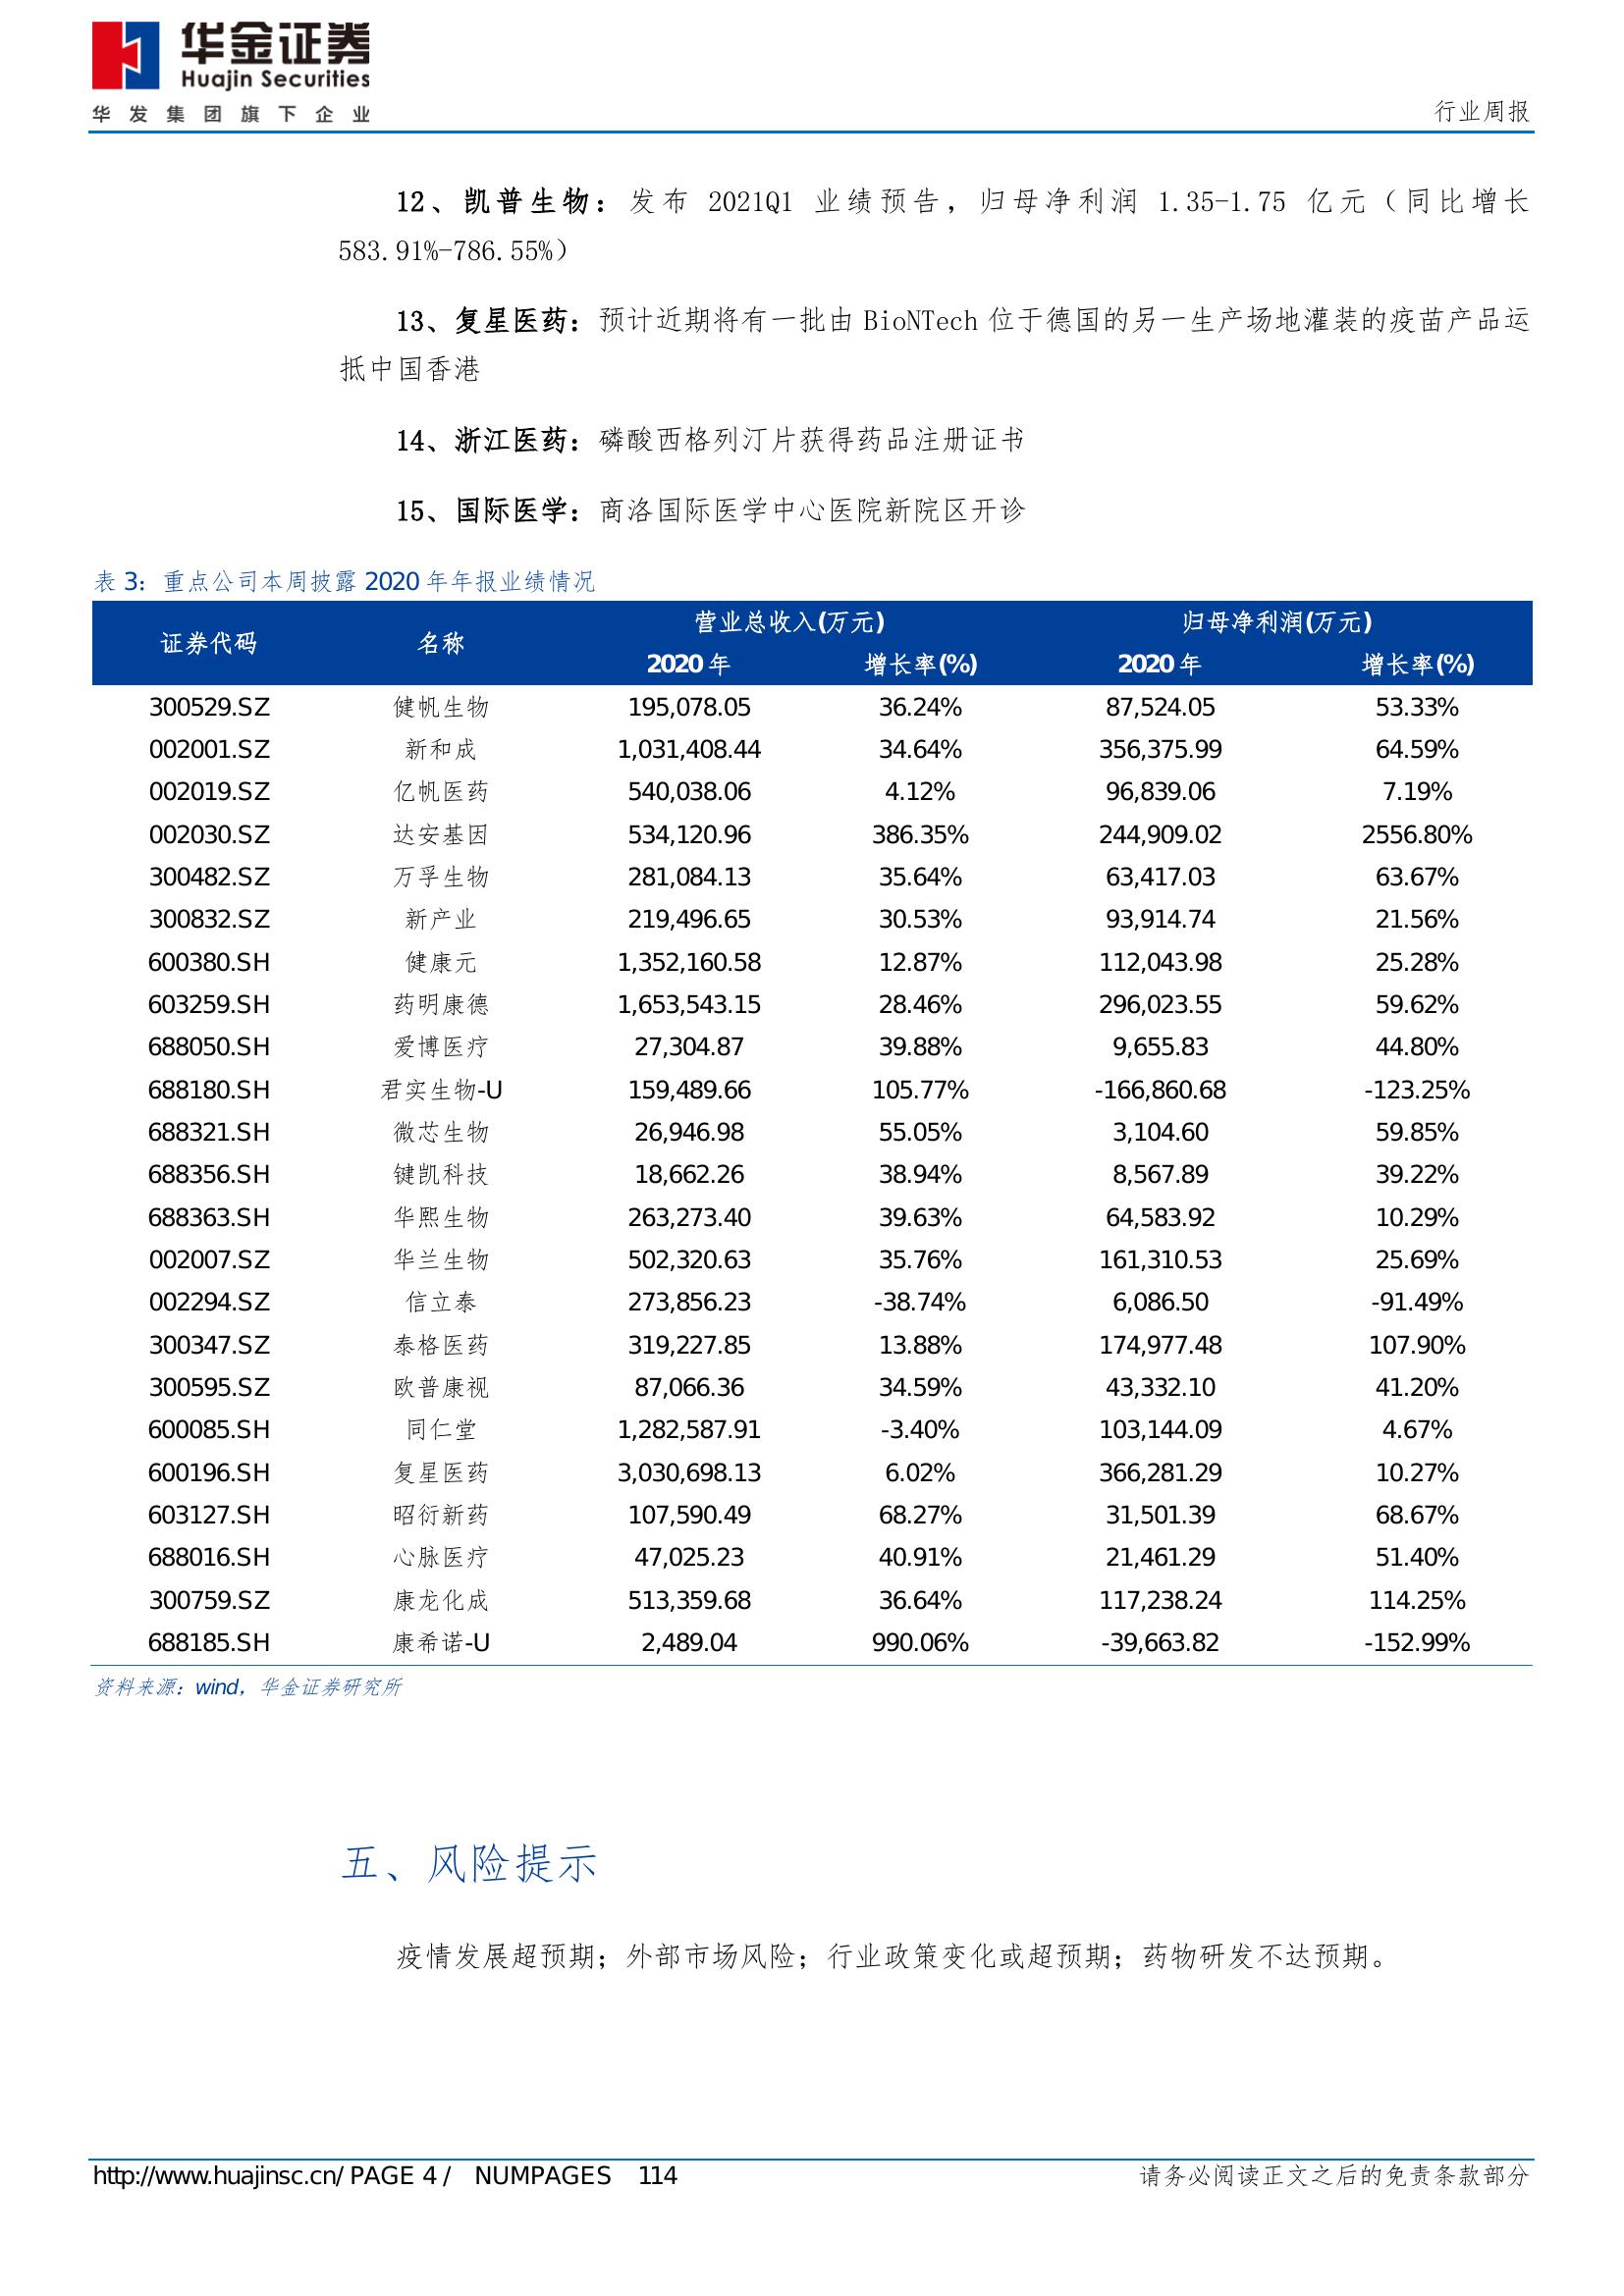 华金证券
Huajin Securities
华发集团旗下企业
行业周报
12、凯普生物：发布 2021Q1 业绩预告，归母净利润 1.35-1.75 亿元（同比增长
583.91%-786.55%）
13、复星医药：预计近期将有一批由 BioNTech 位于德国的另一生产场地灌装的疫苗产品运
抵中国香港
14、浙江医药：磷酸西格列汀片获得药品注册证书
15、国际医学：商洛国际医学中心医院新院区开诊
表 3：重点公司本周披露 2020 年年报业绩情况
证券代码 名称 营业总收入(万元) 归母净利润(万元)
2020 年 增长率(%) 2020 年 增长率(%)
300529.SZ 健帆生物 195,078.05 36.24% 87,524.05 53.33%
002001.SZ 新和成 1,031,408.44 34.64% 356,375.99 64.59%
002019.SZ 亿帆医药 540,038.06 4.12% 96,839.06 7.19%
002030.SZ 达安基因 534,120.96 386.35% 244,909.02 2556.80%
300482.SZ 万孚生物 281,084.13 35.64% 63,417.03 63.67%
300832.SZ 新产业 219,496.65 30.53% 93,914.74 21.56%
600380.SH 健康元 1,352,160.58 12.87% 112,043.98 25.28%
603259.SH 药明康德 1,653,543.15 28.46% 296,023.55 59.62%
688050.SH 爱博医疗 27,304.87 39.88% 9,655.83 44.80%
688180.SH 君实生物-U 159,489.66 105.77% -166,860.68 -123.25%
688321.SH 微芯生物 26,946.98 55.05% 3,104.60 59.85%
688356.SH 键凯科技 18,662.26 38.94% 8,567.89 39.22%
688363.SH 华熙生物 263,273.40 39.63% 64,583.92 10.29%
002007.SZ 华兰生物 502,320.63 35.76% 161,310.53 25.69%
002294.SZ 信立泰 273,856.23 -38.74% 6,086.50 -91.49%
300347.SZ 泰格医药 319,227.85 13.88% 174,977.48 107.90%
300595.SZ 欧普康视 87,066.36 34.59% 43,332.10 41.20%
600085.SH 同仁堂 1,282,587.91 -3.40% 103,144.09 4.67%
600196.SH 复星医药 3,030,698.13 6.02% 366,281.29 10.27%
603127.SH 昭衍新药 107,590.49 68.27% 31,501.39 68.67%
688016.SH 心脉医疗 47,025.23 40.91% 21,461.29 51.40%
300759.SZ 康龙化成 513,359.68 36.64% 117,238.24 114.25%
688185.SH 康希诺-U 2,489.04 990.06% -39,663.82 -152.99%
资料来源：wind，华金证券研究所
五、风险提示
疫情发展超预期；外部市场风险；行业政策变化或超预期；药物研发不达预期。
http://www.huajinsc.cn/ PAGE 4 / NUMPAGES 114
请务必阅读正文之后的免责条款部分